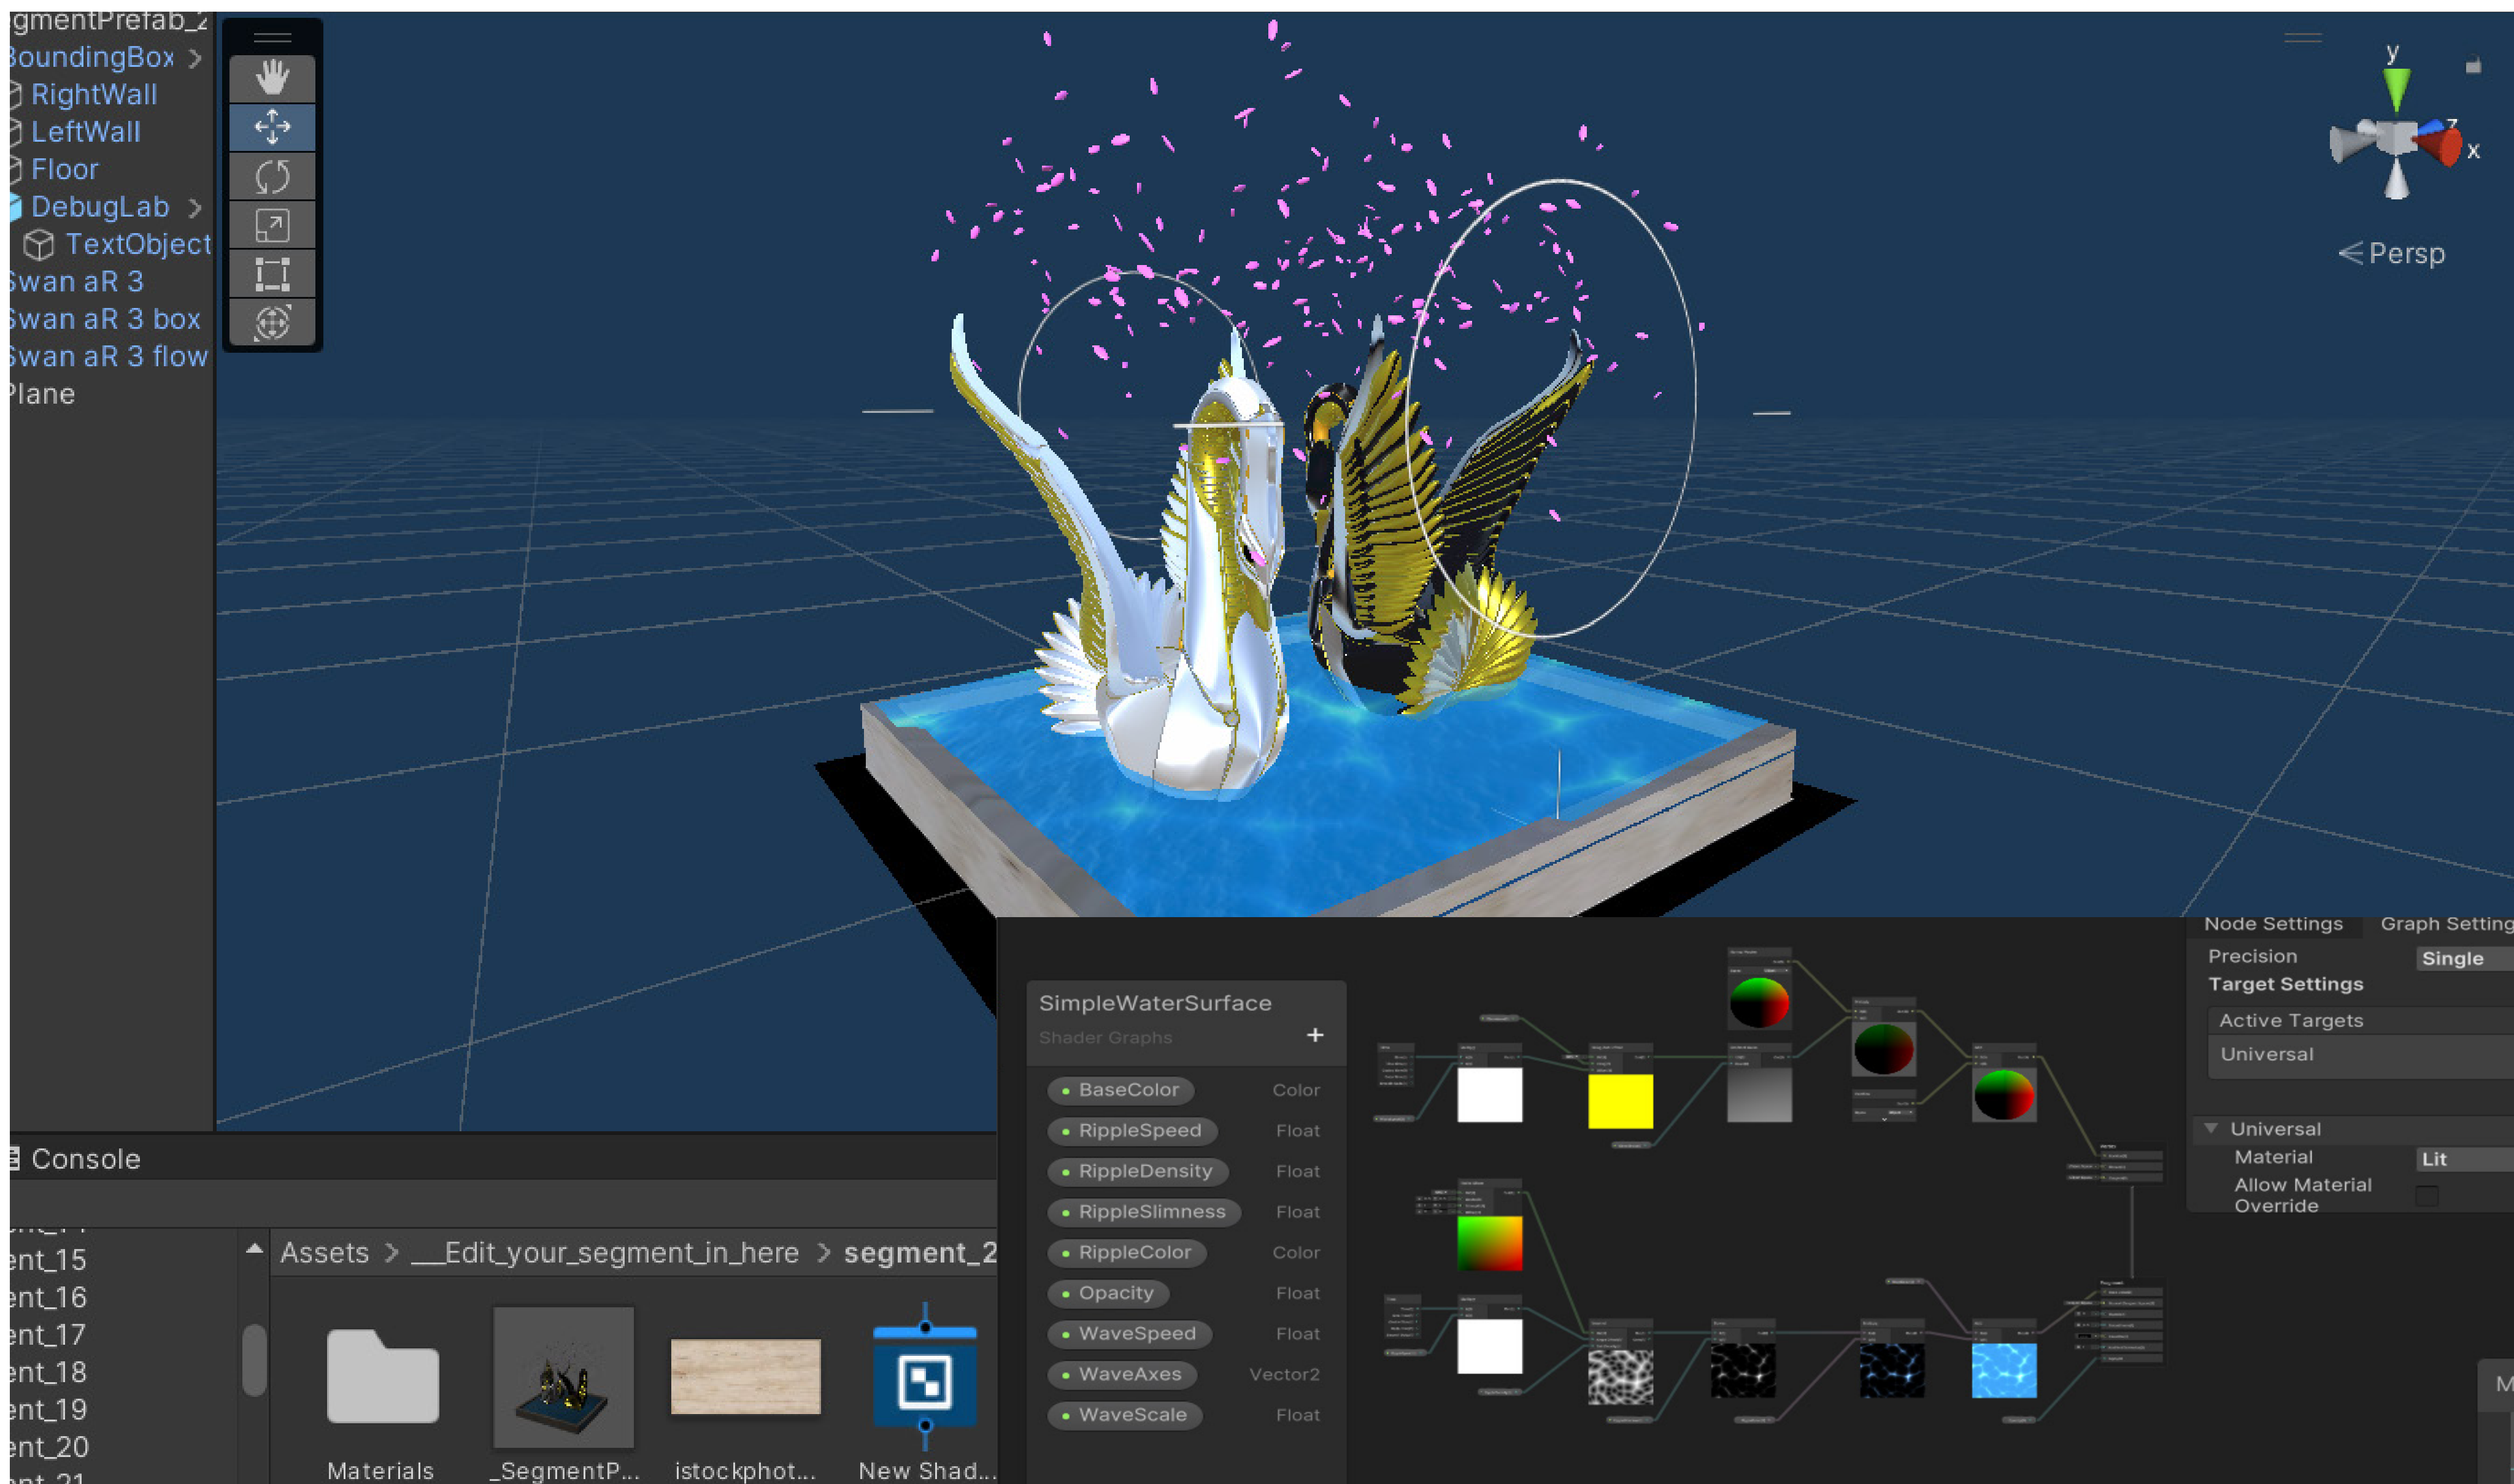 gmentPrefab_2
BoundingBox
RightWall
LeftWall
Floor
DebugLab
TextObject
Swan aR 3
Swan aR 3 box
Swan aR 3 flow
Plane
y
z
x
Persp
Console
ent_15
ent_16
ent_17
ent_18
ent_19
ent_20
ent_21
Assets > __Edit_your_segment_in_here > segment_2
Materials
_SegmentP...
istockphot...
New Shad...
SimpleWaterSurface
Shader Graphs
+
BaseColor Color
RippleSpeed Float
RippleDensity Float
RippleSlimness Float
RippleColor Color
Opacity Float
WaveSpeed Float
WaveAxes Vector2
WaveScale Float
Node Settings Graph Setting
Precision Single
Target Settings
Active Targets
Universal
Universal
Material Lit
Allow Material
Override
M